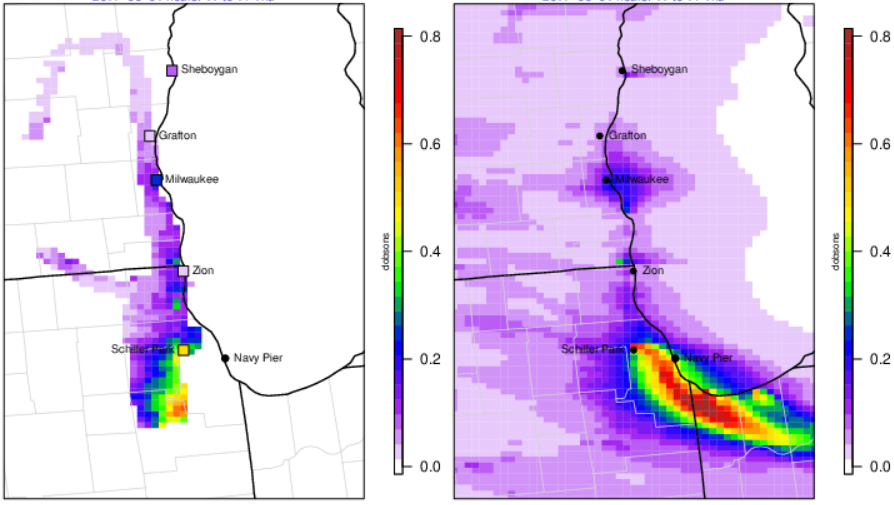 Sheboygan
Grafton
Milwaukee
Zion
Schiller Park
Navy Pier
0.8
0.6
0.4
0.2
0.0
dobsons
Sheboygan
Grafton
Milwaukee
Zion
Schiller Park
Navy Pier
0.8
0.6
0.4
0.2
0.0
dobsons